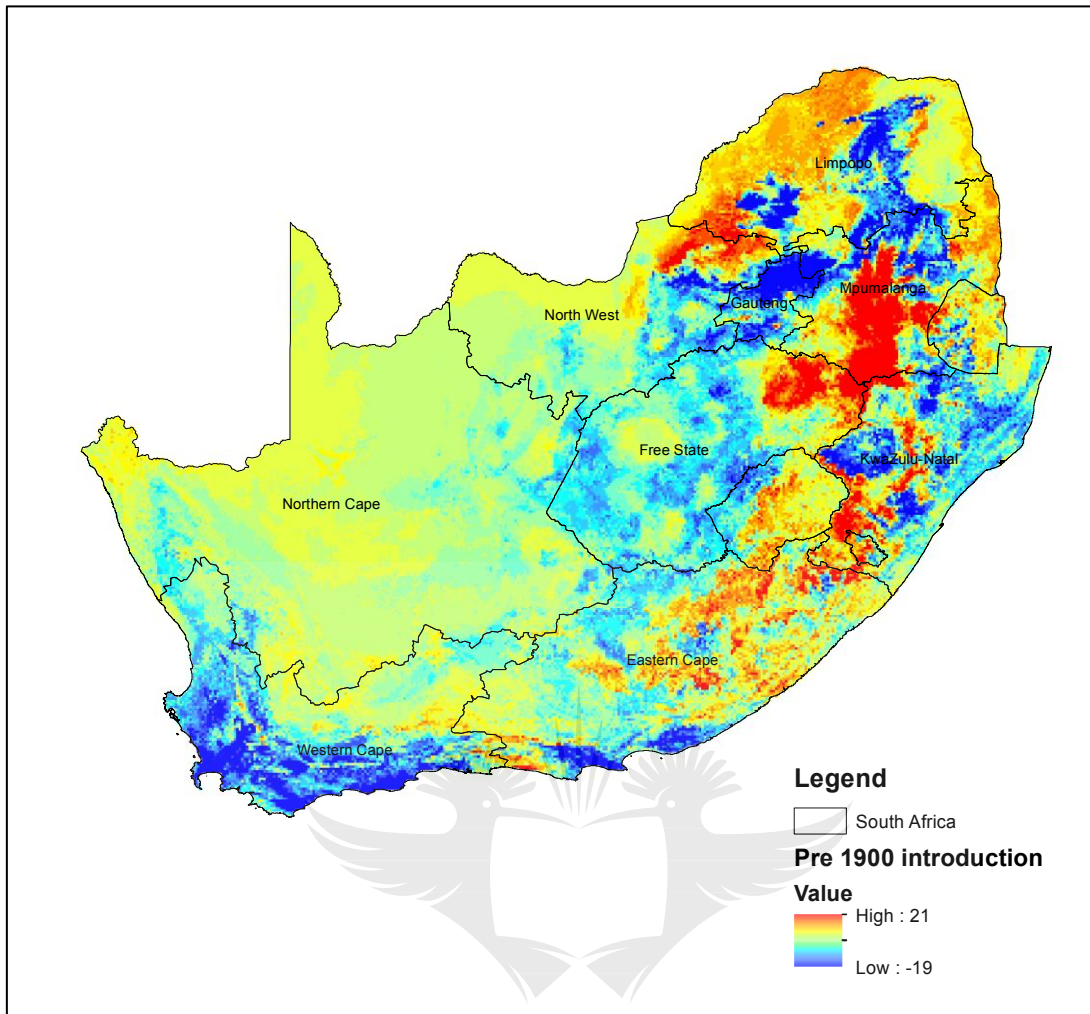 Limpopo
Mpumalanga
Gauteng
North West
Free State
KwaZulu-Natal
Northern Cape
Eastern Cape
Western Cape
Legend
South Africa
Pre 1900 introduction
Value
High : 21
Low : -19